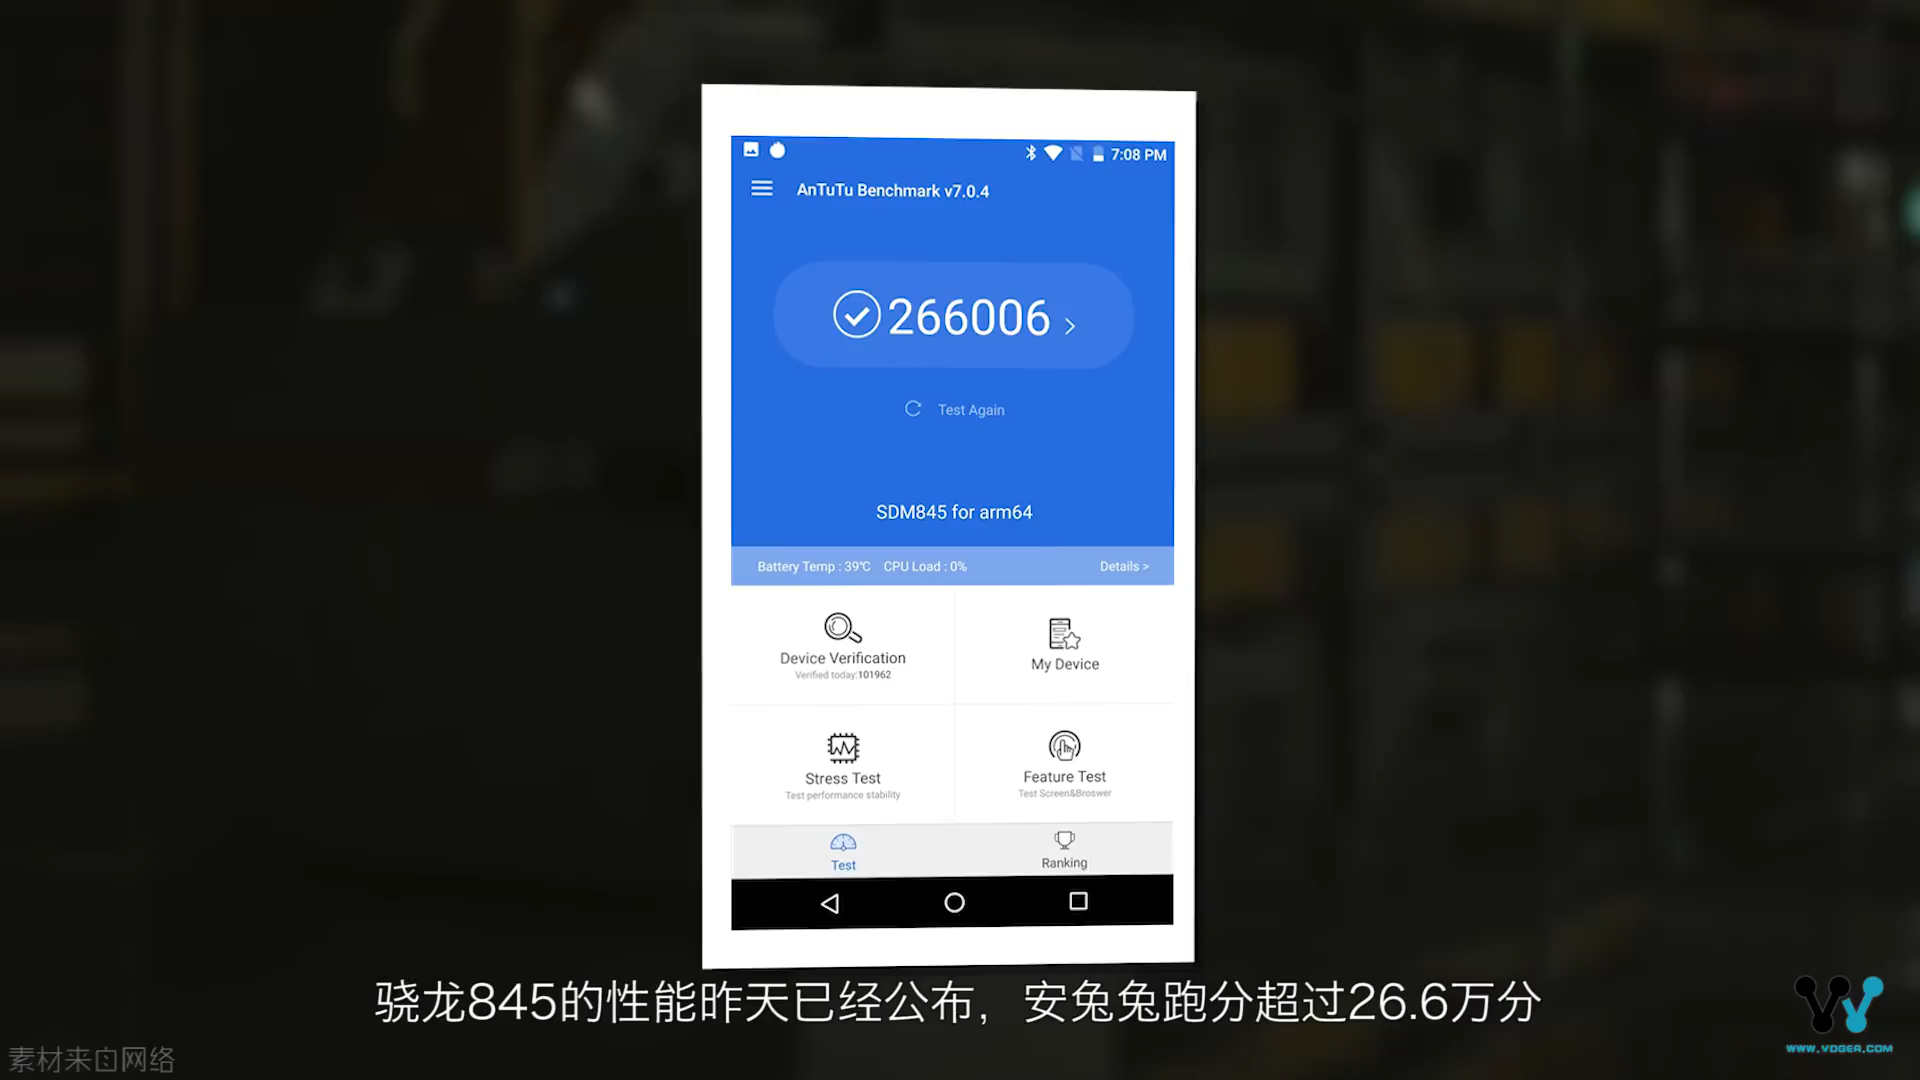 7:08 PM
AnTuTu Benchmark v7.0.4
266006 >
Test Again
SDM845 for arm64
Battery Temp : 39℃ CPU Load : 0% Details >
Device Verification
Verified today:101962
My Device
Stress Test
Test performance stability
Feature Test
Test Screen&Broswer
Test
Ranking
骁龙845的性能昨天已经公布，安兔兔跑分超过26.6万分
素材来自网络
WWW.VOGER.COM